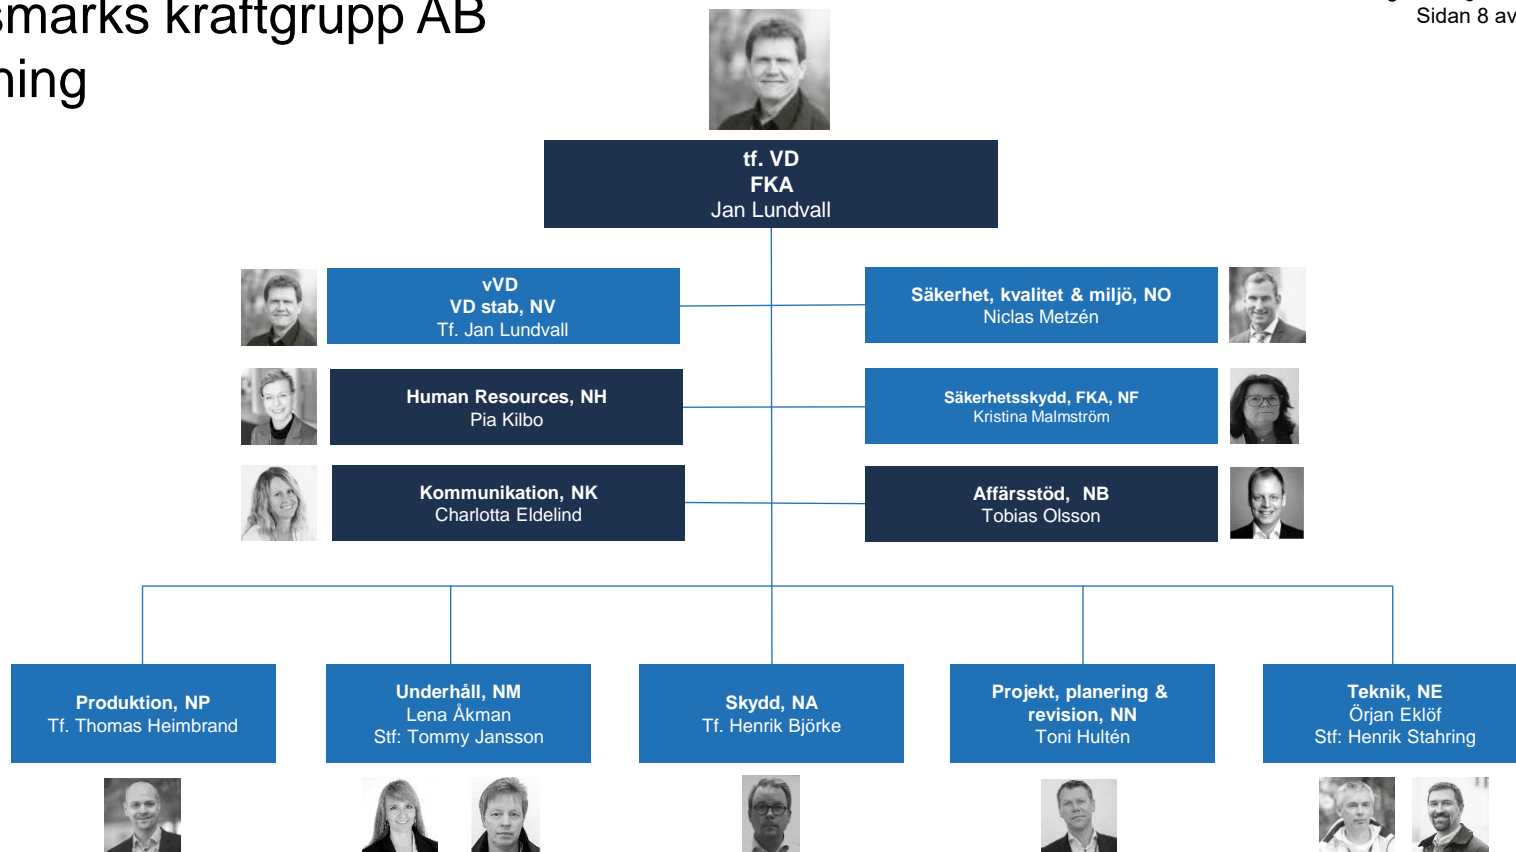 smarks kraftgrupp AB
ning
Sidan 8 av
tf. VD
FKA
Jan Lundvall
vVD
VD stab, NV
Tf. Jan Lundvall
Säkerhet, kvalitet & miljö, NO
Niclas Metzén
Human Resources, NH
Pia Kilbo
Säkerhetsskydd, FKA, NF
Kristina Malmström
Kommunikation, NK
Charlotta Eldelind
Affärsstöd, NB
Tobias Olsson
Produktion, NP
Tf. Thomas Heimbrand
Underhåll, NM
Lena Åkman
Stf: Tommy Jansson
Skydd, NA
Tf. Henrik Björke
Projekt, planering &
revision, NN
Toni Hultén
Teknik, NE
Örjan Eklöf
Stf: Henrik Stahring